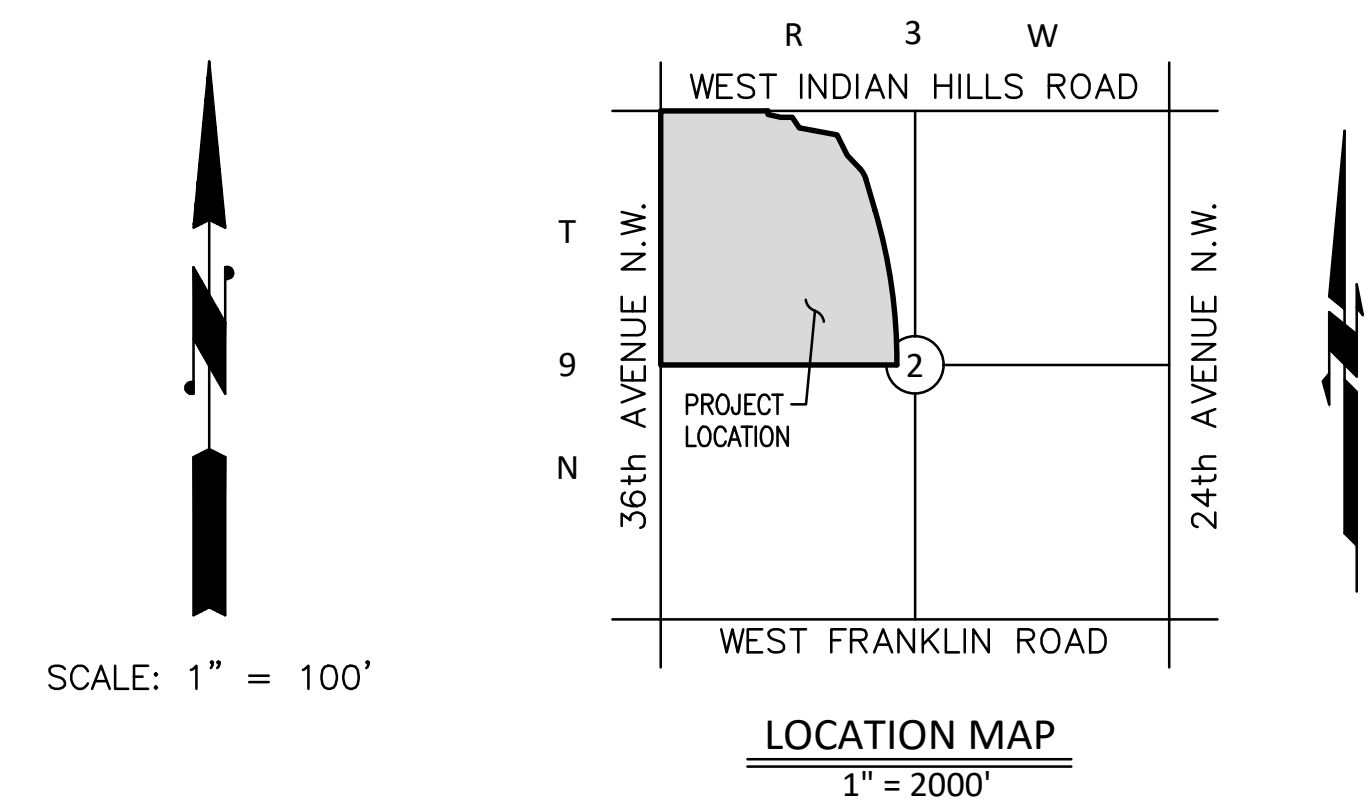 R 3 W
WEST INDIAN HILLS ROAD
T
9
N
36th AVENUE N.W.
24th AVENUE N.W.
2
PROJECT
LOCATION
WEST FRANKLIN ROAD
SCALE: 1" = 100'
LOCATION MAP
1" = 2000'